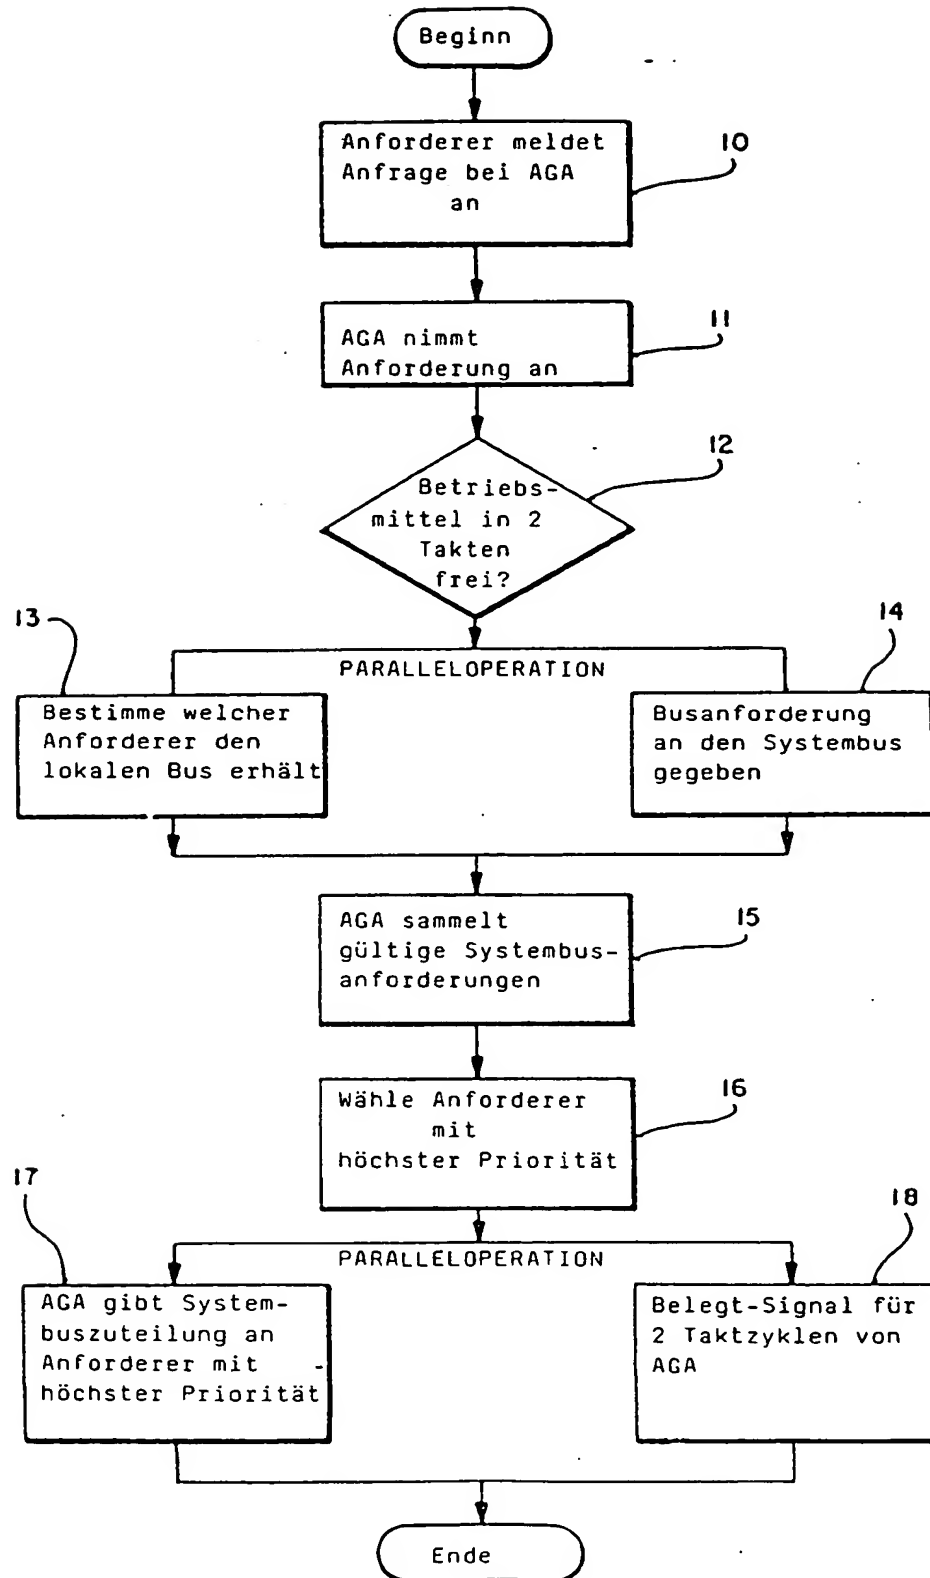 Beginn
Anforderer meldet
Anfrage bei AGA
an
10
AGA nimmt
Anforderung an
11
Betriebs-
mittel in 2
Takten
frei?
12
PARALLELOPERATION
13
Bestimme welcher
Anforderer den
lokalen Bus erhält
14
Busanforderung
an den Systembus
gegeben
AGA sammelt
gültige Systembus-
anforderungen
15
Wähle Anforderer
mit
höchster Priorität
16
PARALLELOPERATION
17
AGA gibt System-
buszuteilung an
Anforderer mit
höchster Priorität
18
Belegt-Signal für
2 Taktzyklen von
AGA
Ende